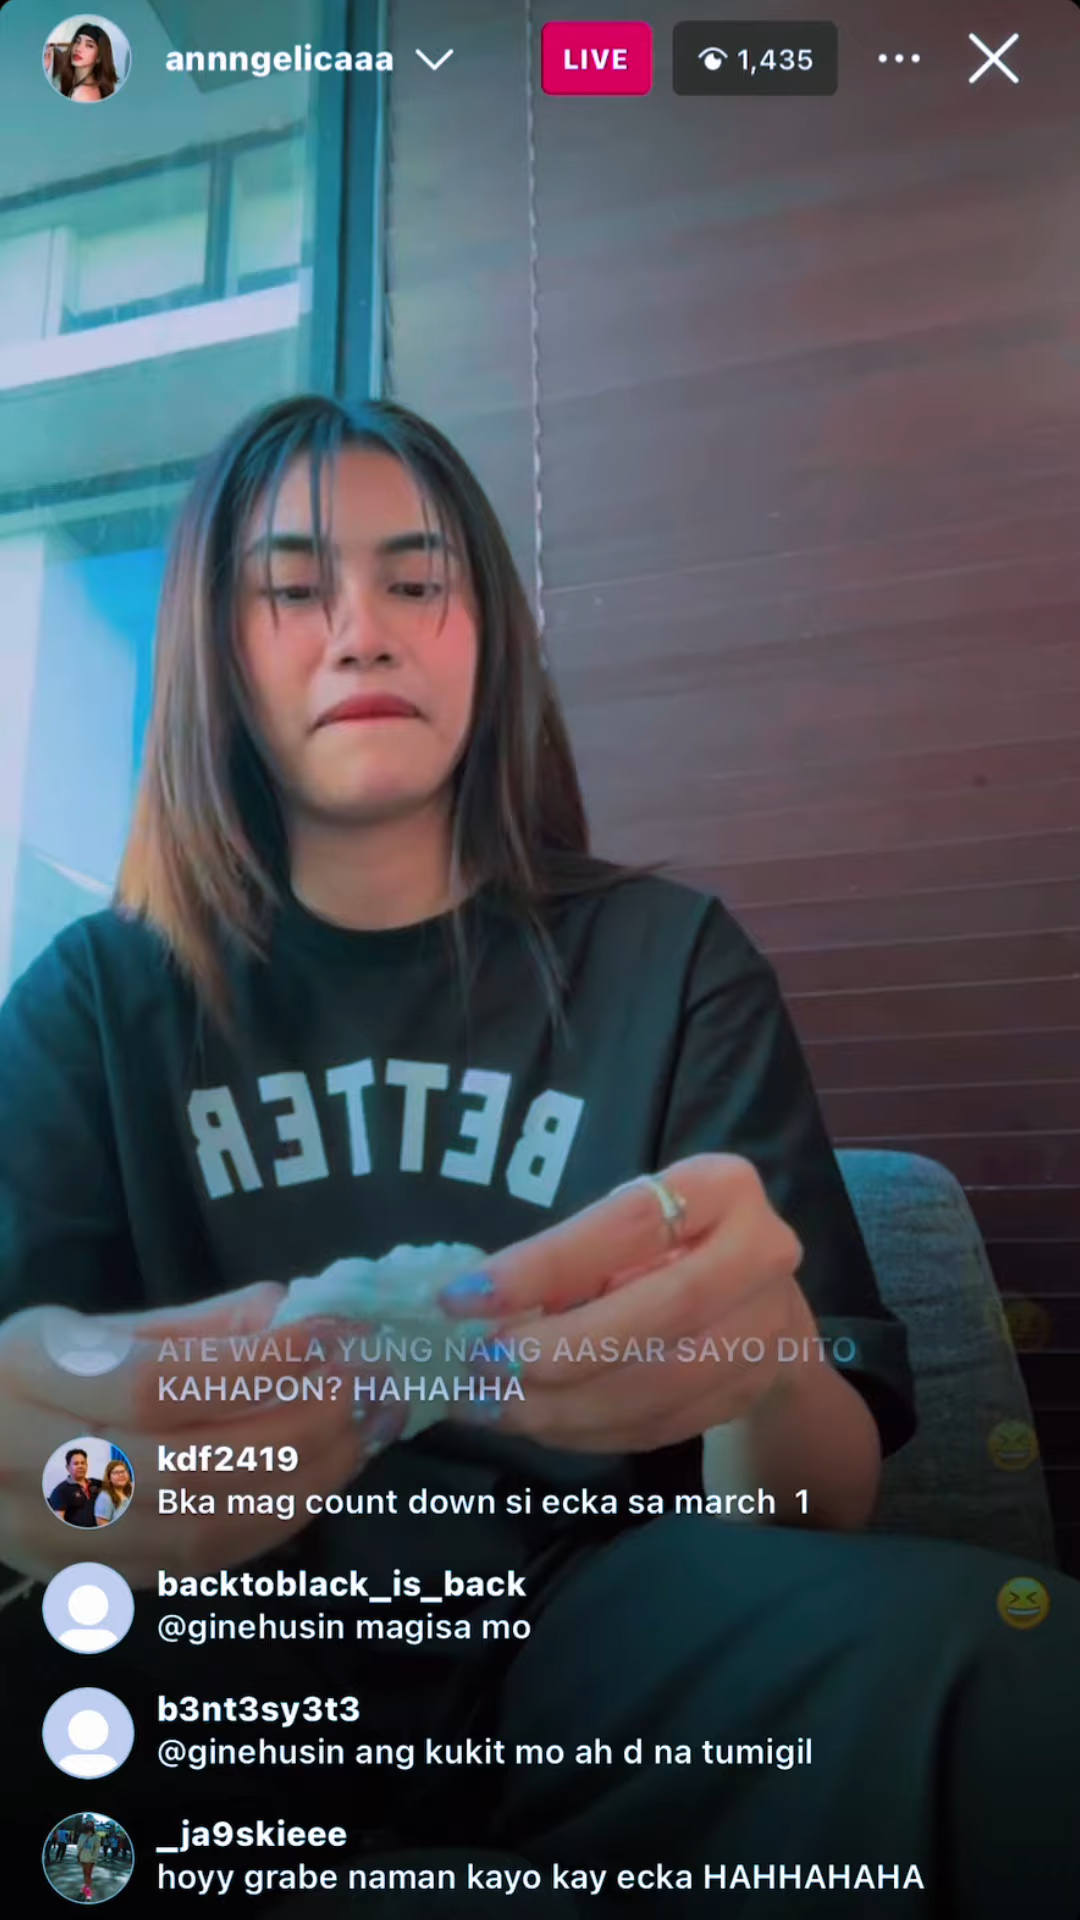 annngelicaaa
LIVE
1,435
BETTER
ATE WALA YUNG NANG AASAR SAYO DITO
KAHAPON? HAHAHHA
kdf2419
Bka mag count down si ecka sa march 1
backtoblack_is_back
@ginehusin magisa mo
b3nt3sy3t3
@ginehusin ang kukit mo ah d na tumigil
_ja9skieee
hoyy grabe naman kayo kay ecka HAHHAHAHA